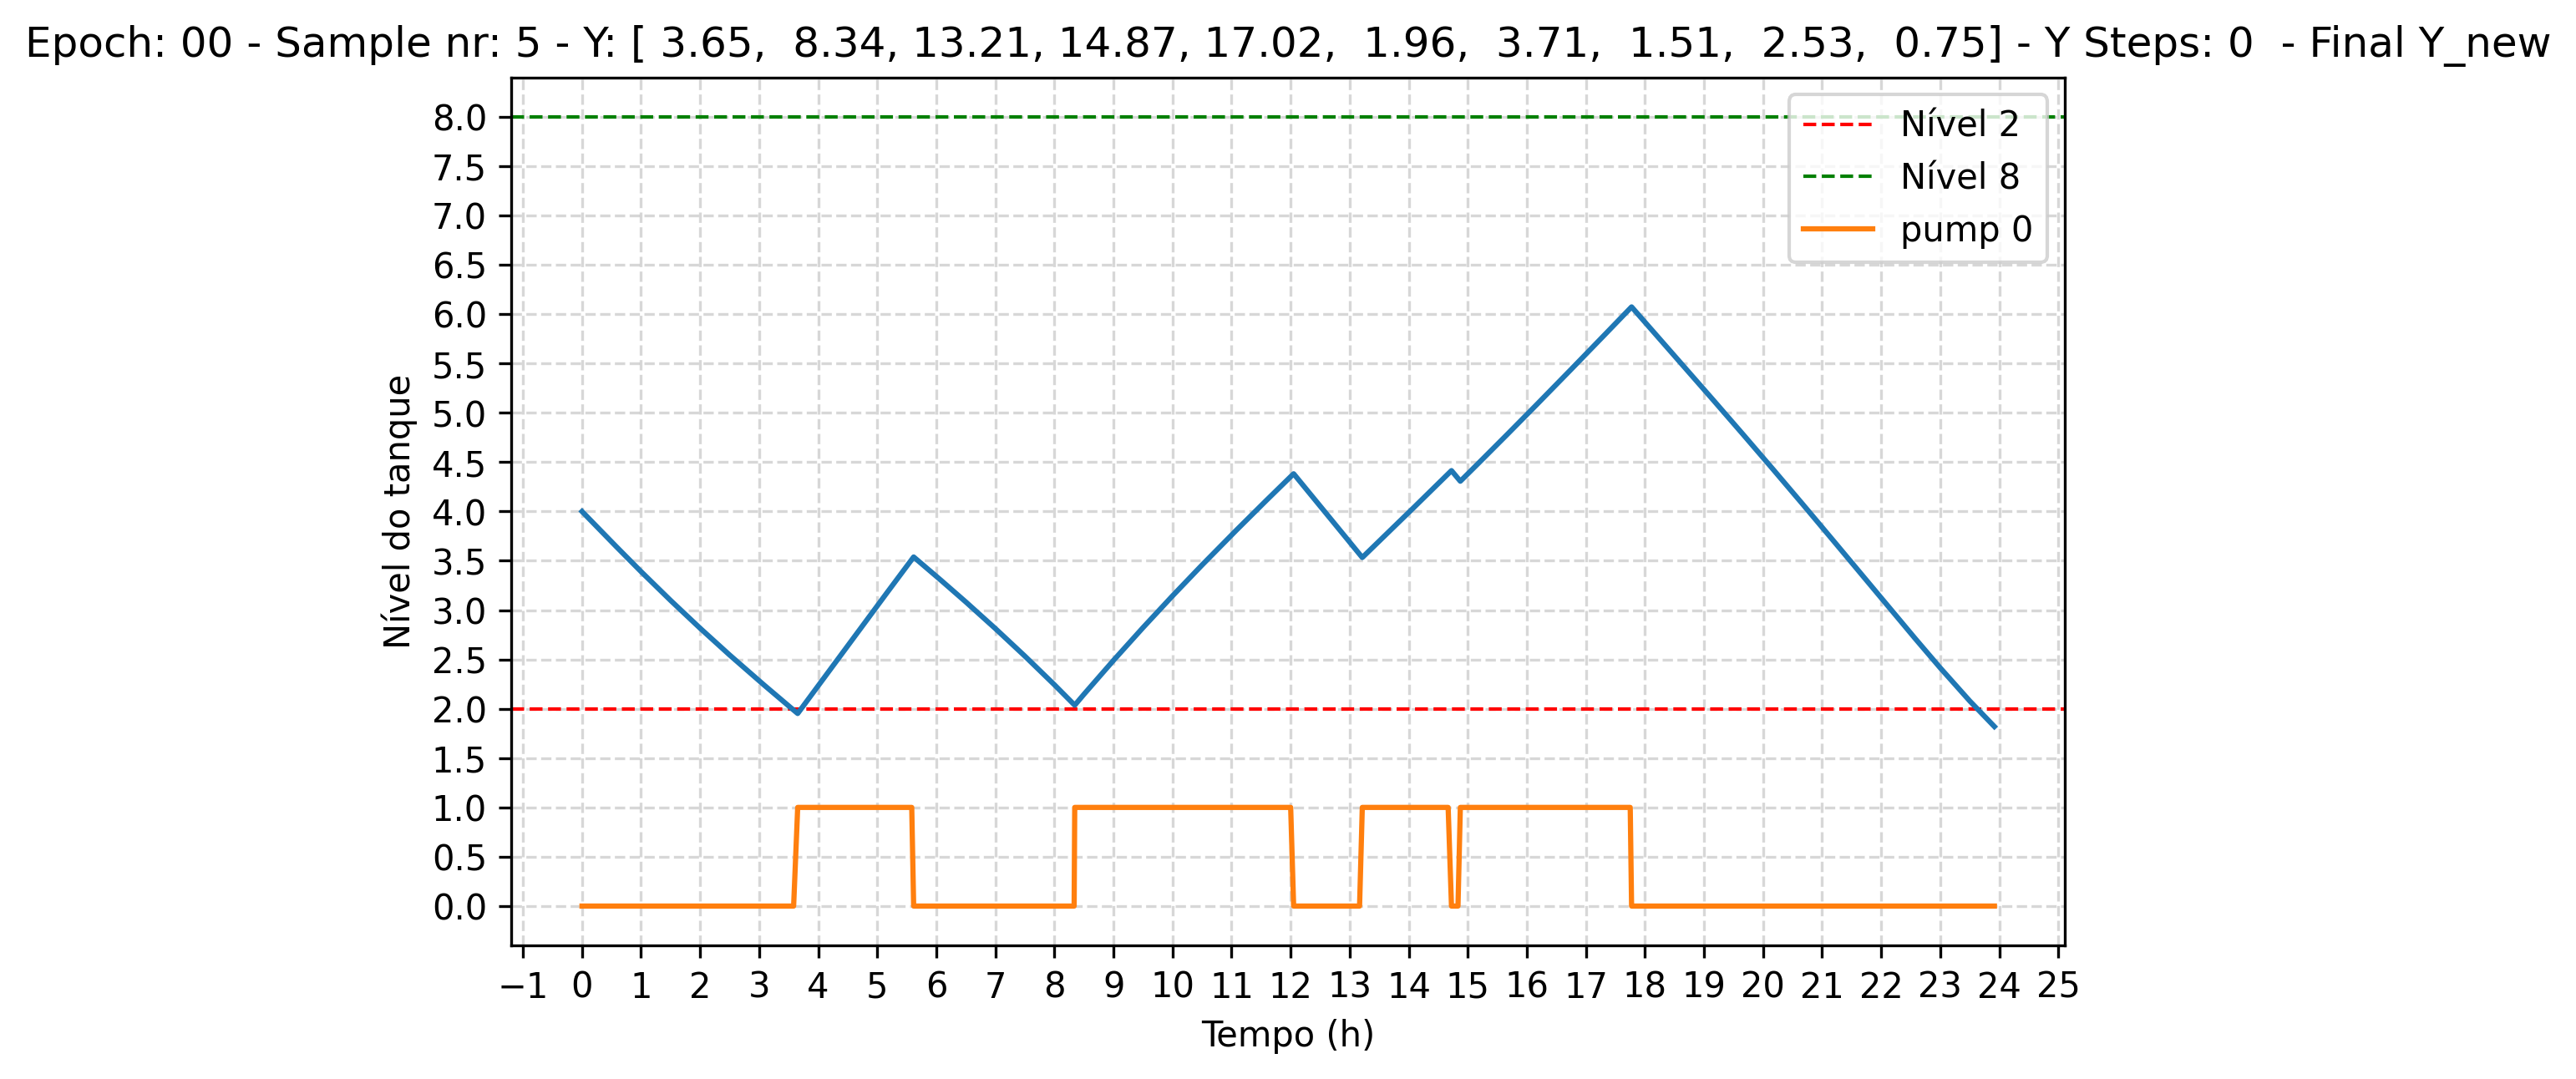 Epoch: 00 - Sample nr: 5 - Y: [ 3.65,  8.34, 13.21, 14.87, 17.02,  1.96,  3.71,  1.51,  2.53,  0.75] - Y Steps: 0  - Final Y_new
8.0
7.5
7.0
6.5
6.0
5.5
5.0
4.5
4.0
3.5
3.0
2.5
2.0
1.5
1.0
0.5
0.0
Nível do tanque
Nível 2
Nível 8
pump 0
−1 0 1 2 3 4 5 6 7 8 9 10 11 12 13 14 15 16 17 18 19 20 21 22 23 24 25
Tempo (h)